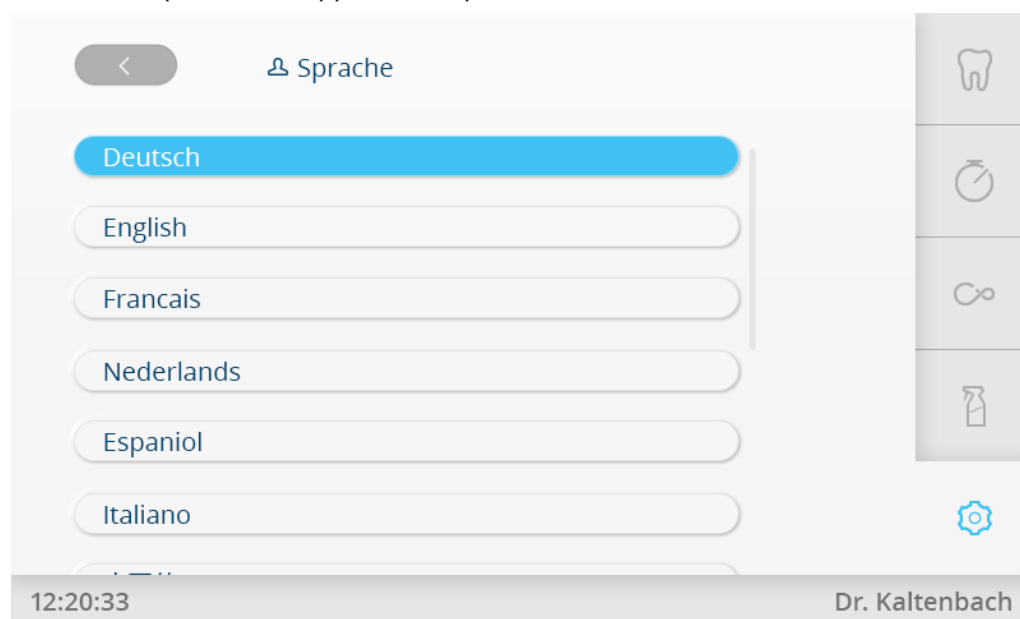 Sprache
Deutsch
English
Francais
Nederlands
Espaniol
Italiano
12:20:33
Dr. Kaltenbach